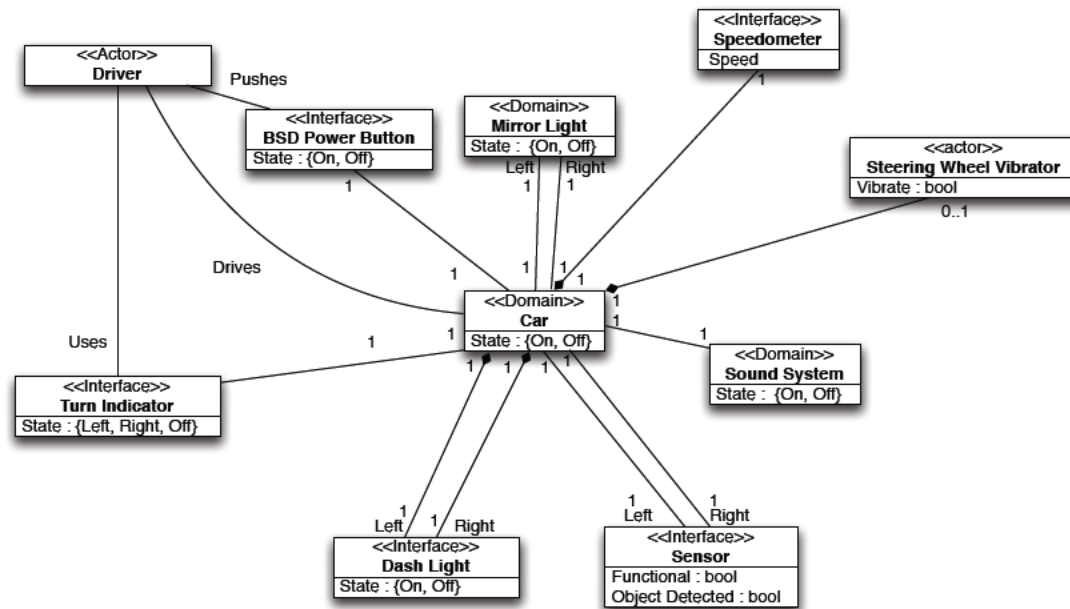 <<Interface>>
Speedometer
Speed
1
<<Actor>>
Driver
Pushes
<<Interface>>
BSD Power Button
State : {On, Off}
1
<<Domain>>
Mirror Light
State : {On, Off}
Left
Right
1
1
<<actor>>
Steering Wheel Vibrator
Vibrate : bool
0..1
Drives
1
1
1
1
1
<<Domain>>
Car
State : {On, Off}
1
1
<<Domain>>
Sound System
State : {On, Off}
Uses
1
1
<<Interface>>
Turn Indicator
State : {Left, Right, Off}
1
1
1
1
1
Left
1
Right
<<Interface>>
Dash Light
State : {On, Off}
1
Left
1
Right
<<Interface>>
Sensor
Functional : bool
Object Detected : bool